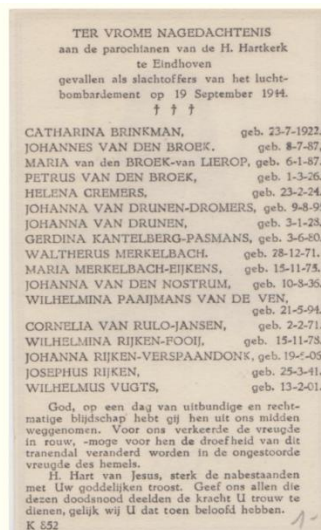 TER VROME NAGEDACHTENIS
aan de parochianen van de H. Hartkerk
te Eindhoven
gevallen als slachtoffers van het lucht-
bombardement op 19 September 1944.
† † †
CATHARINA BRINKMAN, geb. 23-7-1922.
JOHANNES VAN DEN BROEK. geb. 8-7-87,
MARIA van den BROEK-van LIEROP, geb. 6-1-87.
PETRUS VAN DEN BROEK, geb. 1-3-26.
HELENA CREMERS, geb. 23-2-24.
JOHANNA VAN DRUNEN-DROMERS, geb. 9-8-9
JOHANNA VAN DRUNEN, geb. 3-1-28.
GERDINA KANTELBERG-PASMANS, geb. 3-6-80.
WALTHERUS MERKELBACH. geb. 28-12-71.
MARIA MERKELBACH-EIJKENS, geb. 15-11-75.
JOHANNA VAN DEN NOSTRUM, geb. 10-8-36.
WILHELMINA PAAIJMANS VAN DE VEN,
geb. 21-5-94.
CORNELIA VAN RULO-JANSEN, geb. 2-2-71.
WILHELMINA RIJKEN-FOOIJ, geb. 15-11-78.
JOHANNA RIJKEN-VERSPAANDONK, geb. 19-5-05
JOSEPHUS RIJKEN, geb. 25-3-41.
WILHELMUS VUGTS, geb. 13-2-01.
God, op een dag van uitbundige en recht-
matige blijdschap hebt gij hen uit ons midden
weggenomen. Voor ons verkeerde de vreugde
in rouw, -moge voor hen de droefheid van dit
tranendal veranderd worden in de ongestoorde
vreugde des hemels.
H. Hart van Jesus, sterk de nabestaanden
met Uw goddelijken troost. Geef ons allen die
dezen doodsnood deelden de kracht U trouw te
dienen, gelijk wij U dat toen beloofd hebben.
K 852
1-